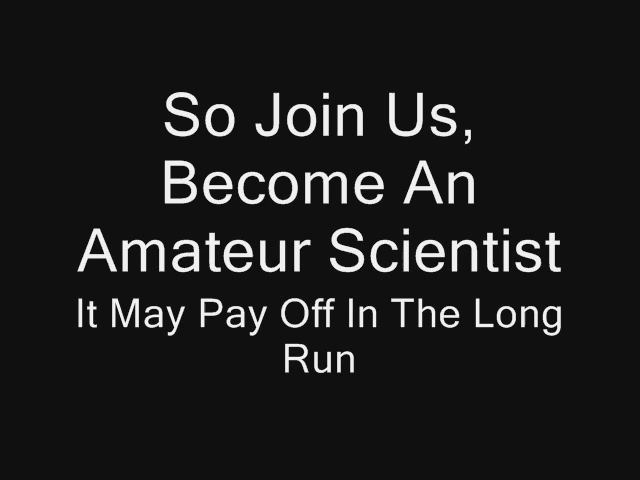 So Join Us,
Become An
Amateur Scientist
It May Pay Off In The Long
Run